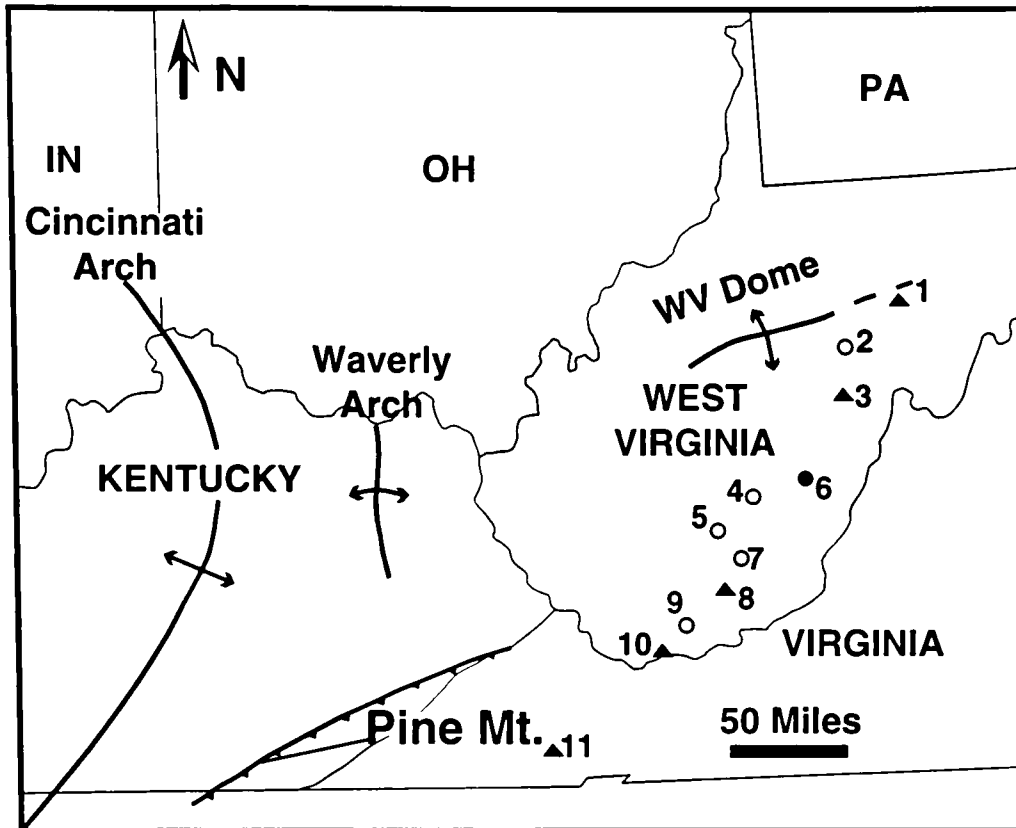 N
PA
IN
OH
Cincinnati
Arch
WV Dome
1
2
Waverly
Arch
WEST
VIRGINIA
3
KENTUCKY
4
6
5
7
8
9
10
VIRGINIA
50 Miles
Pine Mt.
11